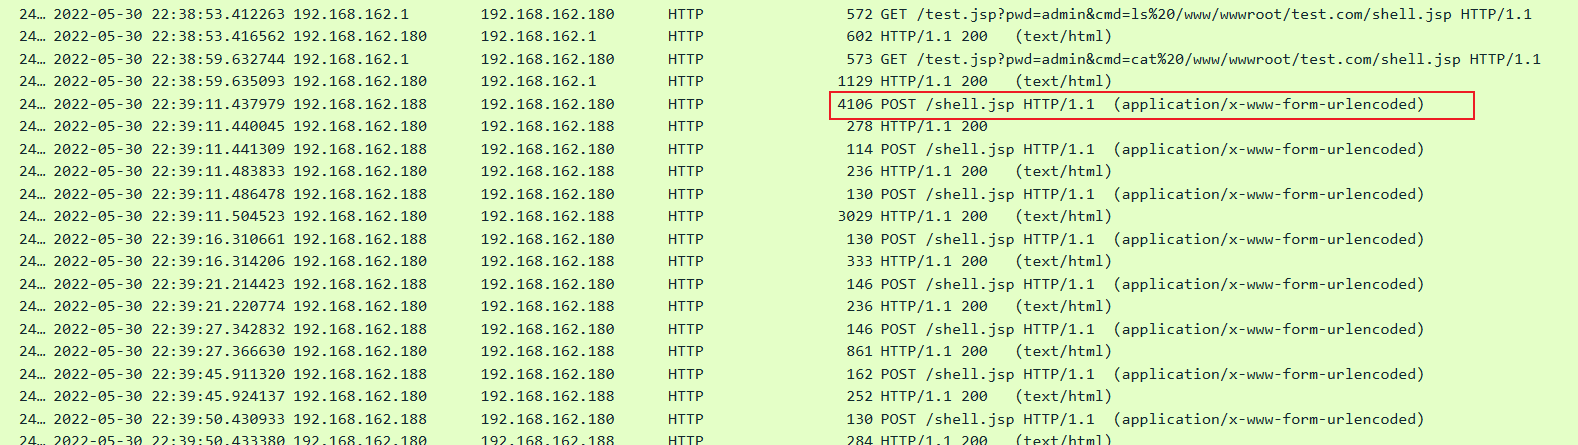 24… 2022-05-30 22:38:53.412263 192.168.162.1 192.168.162.180 HTTP 572 GET /test.jsp?pwd=admin&cmd=ls%20/www/wwwroot/test.com/shell.jsp HTTP/1.1
24… 2022-05-30 22:38:53.416562 192.168.162.180 192.168.162.1 HTTP 602 HTTP/1.1 200 (text/html)
24… 2022-05-30 22:38:59.632744 192.168.162.1 192.168.162.180 HTTP 573 GET /test.jsp?pwd=admin&cmd=cat%20/www/wwwroot/test.com/shell.jsp HTTP/1.1
24… 2022-05-30 22:38:59.635093 192.168.162.180 192.168.162.1 HTTP 1129 HTTP/1.1 200 (text/html)
24… 2022-05-30 22:39:11.437979 192.168.162.188 192.168.162.180 HTTP 4106 POST /shell.jsp HTTP/1.1 (application/x-www-form-urlencoded)
24… 2022-05-30 22:39:11.440045 192.168.162.180 192.168.162.188 HTTP 278 HTTP/1.1 200
24… 2022-05-30 22:39:11.441309 192.168.162.188 192.168.162.180 HTTP 114 POST /shell.jsp HTTP/1.1 (application/x-www-form-urlencoded)
24… 2022-05-30 22:39:11.483833 192.168.162.180 192.168.162.188 HTTP 236 HTTP/1.1 200 (text/html)
24… 2022-05-30 22:39:11.486478 192.168.162.188 192.168.162.180 HTTP 130 POST /shell.jsp HTTP/1.1 (application/x-www-form-urlencoded)
24… 2022-05-30 22:39:11.504523 192.168.162.180 192.168.162.188 HTTP 3029 HTTP/1.1 200 (text/html)
24… 2022-05-30 22:39:16.310661 192.168.162.188 192.168.162.180 HTTP 130 POST /shell.jsp HTTP/1.1 (application/x-www-form-urlencoded)
24… 2022-05-30 22:39:16.314206 192.168.162.180 192.168.162.188 HTTP 333 HTTP/1.1 200 (text/html)
24… 2022-05-30 22:39:21.214423 192.168.162.188 192.168.162.180 HTTP 146 POST /shell.jsp HTTP/1.1 (application/x-www-form-urlencoded)
24… 2022-05-30 22:39:21.220774 192.168.162.180 192.168.162.188 HTTP 236 HTTP/1.1 200 (text/html)
24… 2022-05-30 22:39:27.342832 192.168.162.188 192.168.162.180 HTTP 146 POST /shell.jsp HTTP/1.1 (application/x-www-form-urlencoded)
24… 2022-05-30 22:39:27.366630 192.168.162.180 192.168.162.188 HTTP 861 HTTP/1.1 200 (text/html)
24… 2022-05-30 22:39:45.911320 192.168.162.188 192.168.162.180 HTTP 162 POST /shell.jsp HTTP/1.1 (application/x-www-form-urlencoded)
24… 2022-05-30 22:39:45.924137 192.168.162.180 192.168.162.188 HTTP 252 HTTP/1.1 200 (text/html)
24… 2022-05-30 22:39:50.430933 192.168.162.188 192.168.162.180 HTTP 130 POST /shell.jsp HTTP/1.1 (application/x-www-form-urlencoded)
24… 2022-05-30 22:39:50.433380 192.168.162.180 192.168.162.188 HTTP 284 HTTP/1.1 200 (text/html)